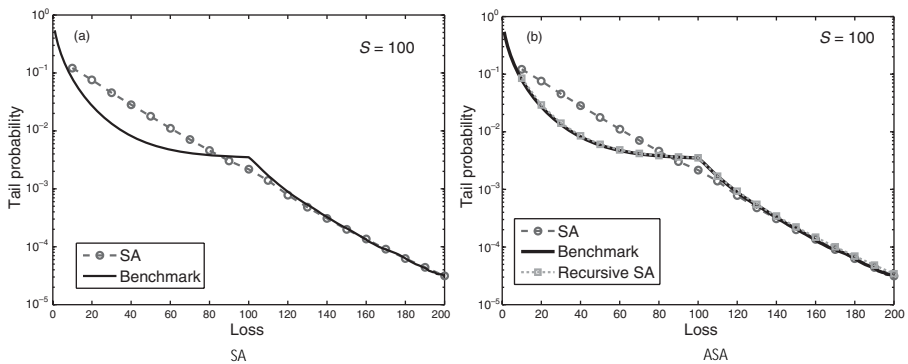 (a)
S = 100
Tail probability
10^0
10^-1
10^-2
10^-3
10^-4
10^-5
SA
Benchmark
0 20 40 60 80 100 120 140 160 180 200
Loss
SA
(b)
S = 100
Tail probability
10^0
10^-1
10^-2
10^-3
10^-4
10^-5
SA
Benchmark
Recursive SA
0 20 40 60 80 100 120 140 160 180 200
Loss
ASA